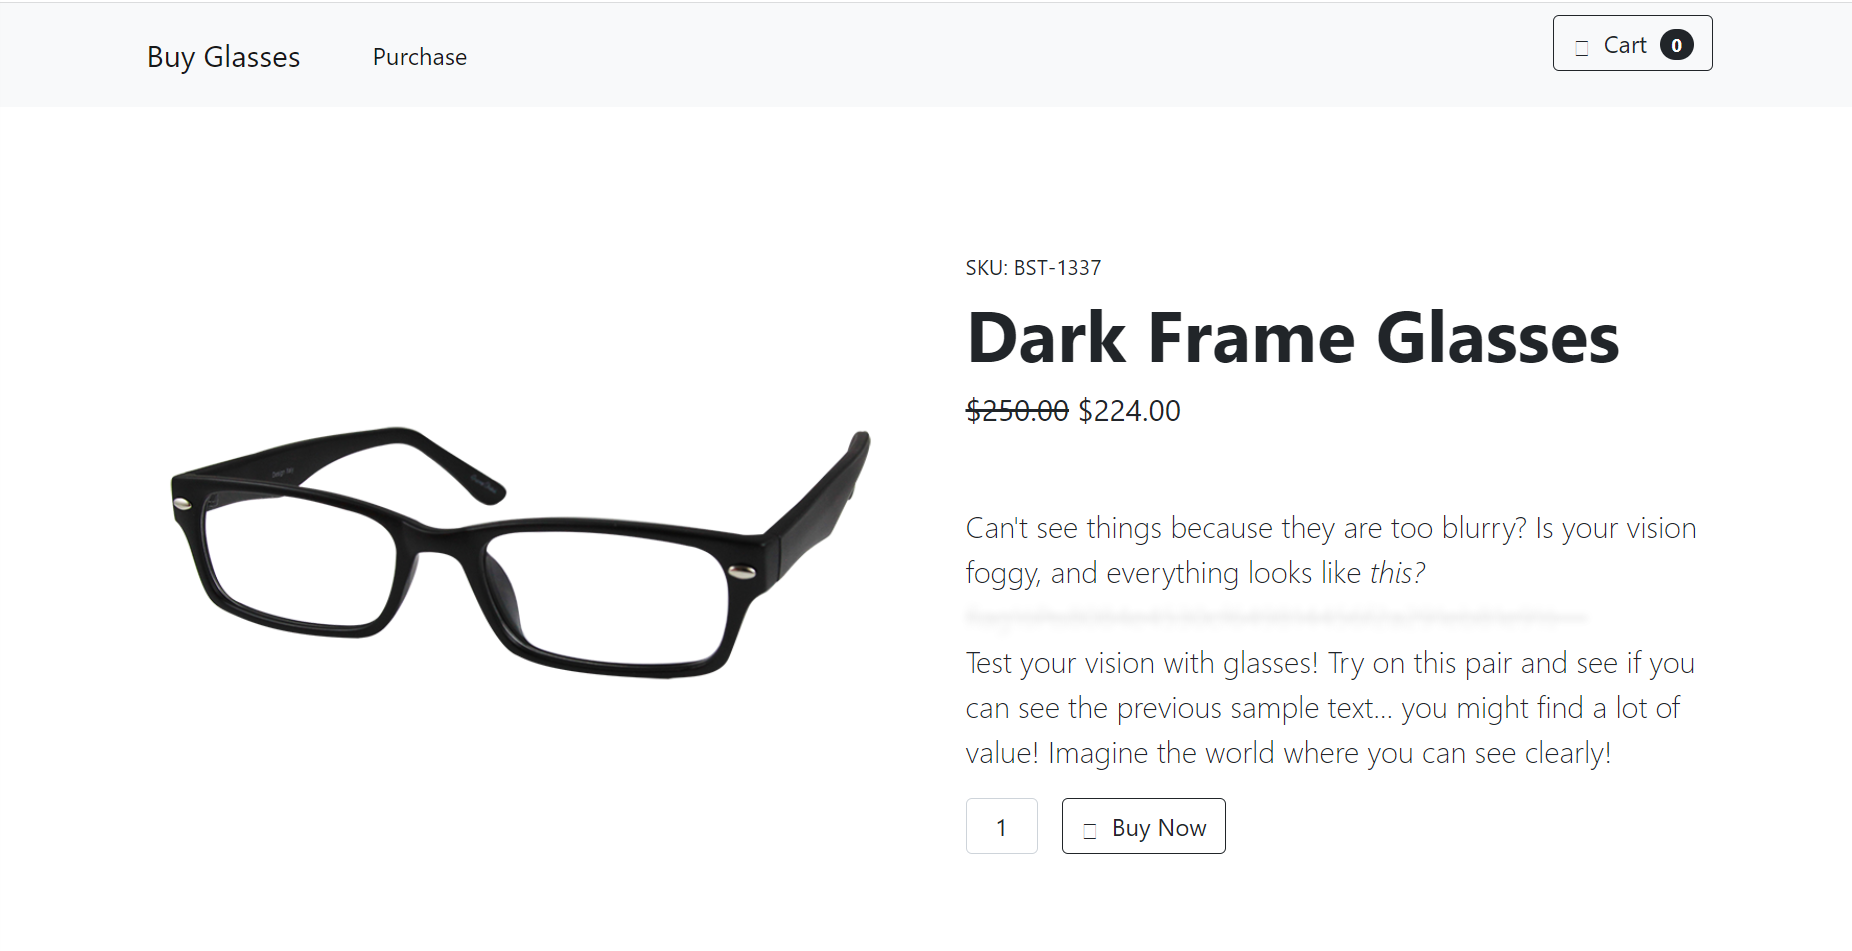 Buy Glasses
Purchase
Cart 0
SKU: BST-1337
Dark Frame Glasses
$250.00 $224.00
Can't see things because they are too blurry? Is your vision
foggy, and everything looks like this?
Test your vision with glasses! Try on this pair and see if you
can see the previous sample text... you might find a lot of
value! Imagine the world where you can see clearly!
1
Buy Now